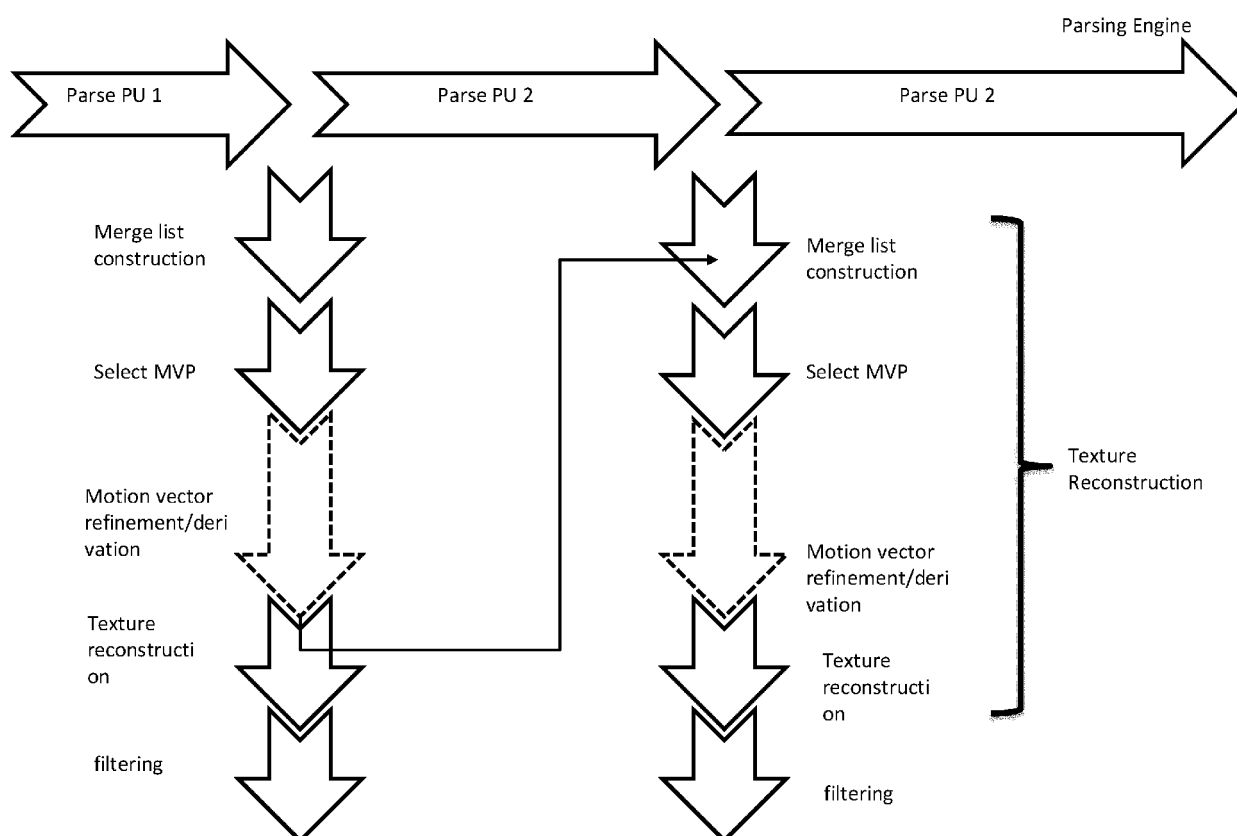 Parsing Engine
Parse PU 1
Parse PU 2
Parse PU 2
Merge list
construction
Select MVP
Motion vector
refinement/deri
vation
Texture
reconstructi
on
filtering
Merge list
construction
Select MVP
Motion vector
refinement/deri
vation
Texture
reconstructi
on
filtering
Texture
Reconstruction